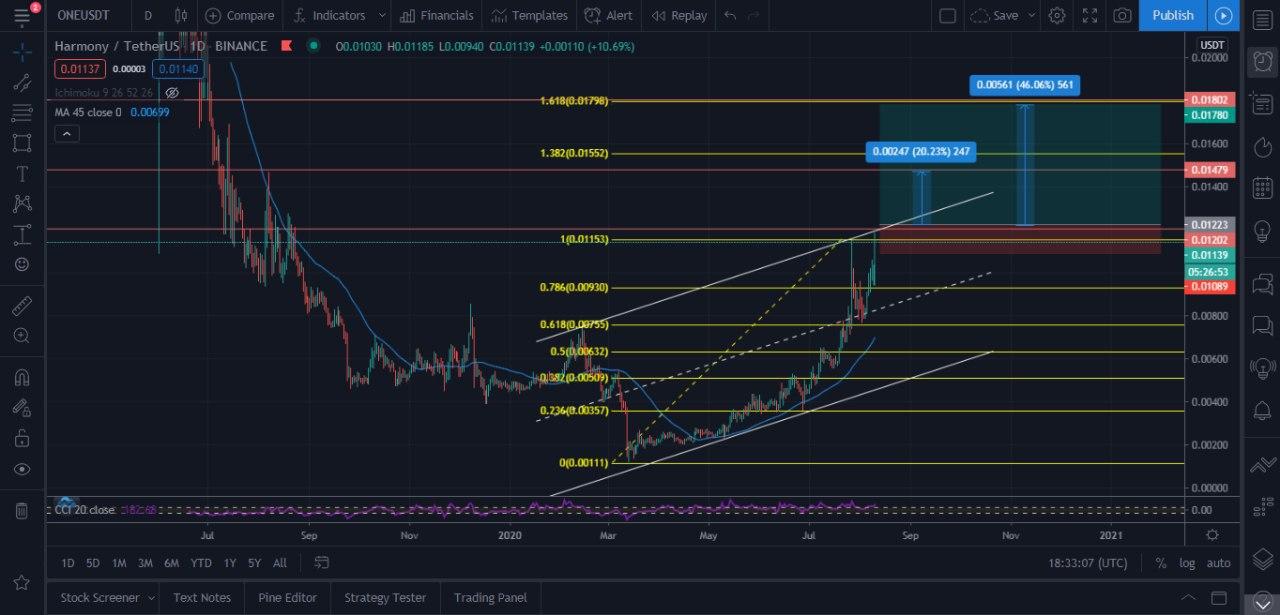 2
ONEUSDT D Compare Indicators Financials Templates Alert Replay Save Publish
Harmony / TetherUS 1D BINANCE O0.01030 H0.01185 L0.00940 C0.01139 +0.00110 (+10.69%)
0.01137 0.00003 0.01140
Ichimoku 9 26 52 26
MA 45 close 0 0.00699
USDT
0.02000
0.00561 (46.06%) 561
1.618(0.01798)
0.01802
0.01780
0.00247 (20.23%) 247
1.382(0.01552)
0.01600
0.01479
0.01400
0.01223
1(0.01153)
0.01202
0.01139
05:26:53
0.786(0.00930)
0.01089
0.618(0.00755)
0.00800
0.5(0.00632)
0.00600
0.382(0.00509)
0.00400
0.236(0.00357)
0.00200
0(0.00111)
0.00000
CCI 20 close 182.68
0.00
Jul Sep Nov 2020 Mar May Jul Sep Nov 2021
1D 5D 1M 3M 6M YTD 1Y 5Y All 18:33:07 (UTC) % log auto
Stock Screener Text Notes Pine Editor Strategy Tester Trading Panel